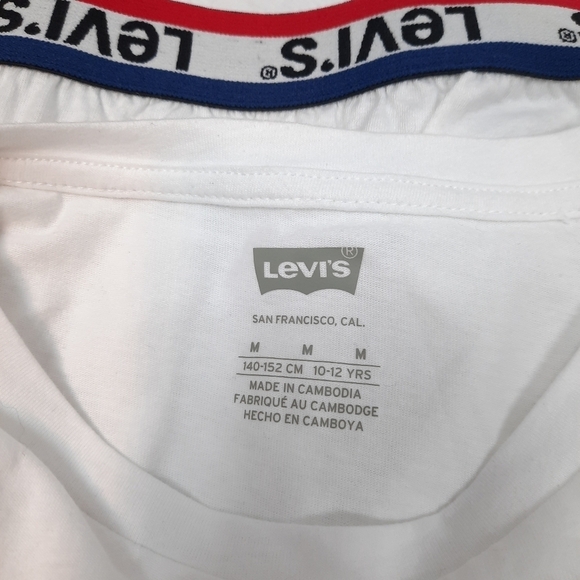 Levi's Levi's®
Levi's®
SAN FRANCISCO, CAL.
M M M
140-152 CM 10-12 YRS
MADE IN CAMBODIA
FABRIQUÉ AU CAMBODGE
HECHO EN CAMBOYA